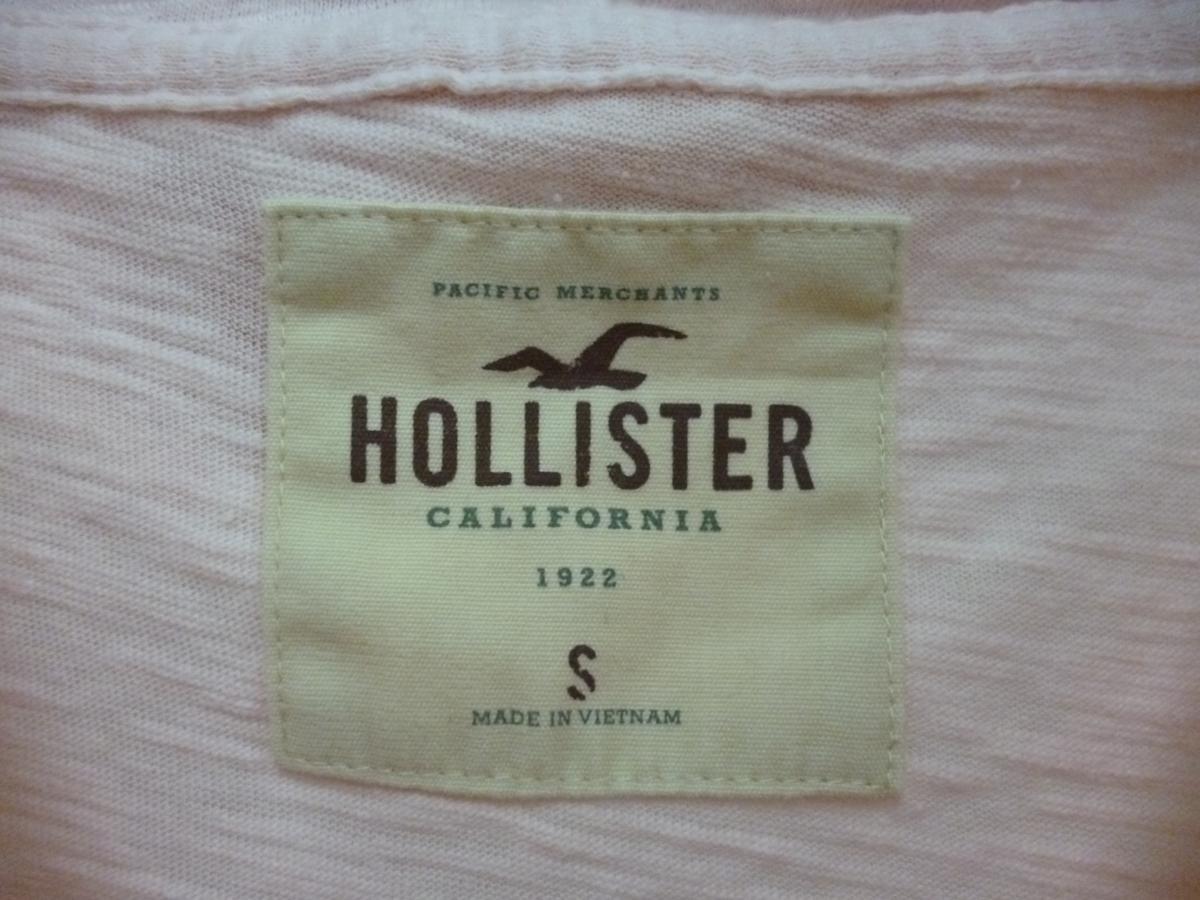 PACIFIC MERCHANTS
HOLLISTER
CALIFORNIA
1922
S
MADE IN VIETNAM